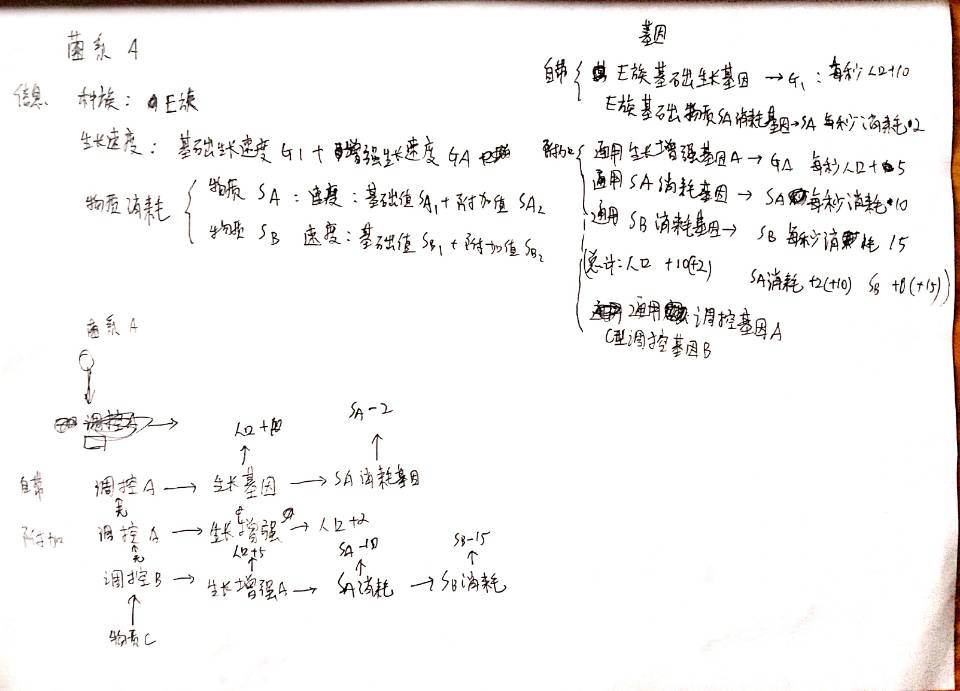 菌系 A
信息 种族：E族
生长速度：基础生长速度 G1 + 增强生长速度 GA
物质消耗
物质 SA：速度：基础值 SA1 + 附加值 SA2
物质 SB 速度：基础值 SB1 + 附加值 SB2
基因
自带
E族基础生长基因 → G1：每秒人口+10
E族基础物质SA消耗基因→SA 每秒消耗 2
附加
通用生长增强基因A → GA 每秒人口+5
通用 SA 消耗基因 → SA 每秒消耗 10
通用 SB 消耗基因→ SB 每秒消耗 15
(总计：人口 +10(+2) SA消耗 +2(+10) SB +0(+15))
通用 调控基因A
C型调控基因B
菌系 A
调控A →
人口+10 SA-2
自带 调控 A → 生长基因 → SA消耗基因
无
附加 调控 A → 生长增强 → 人口+2
无 人口+5 SA-10 SB-15
调控 B → 生长增强A → SA消耗 → SB消耗
物质C